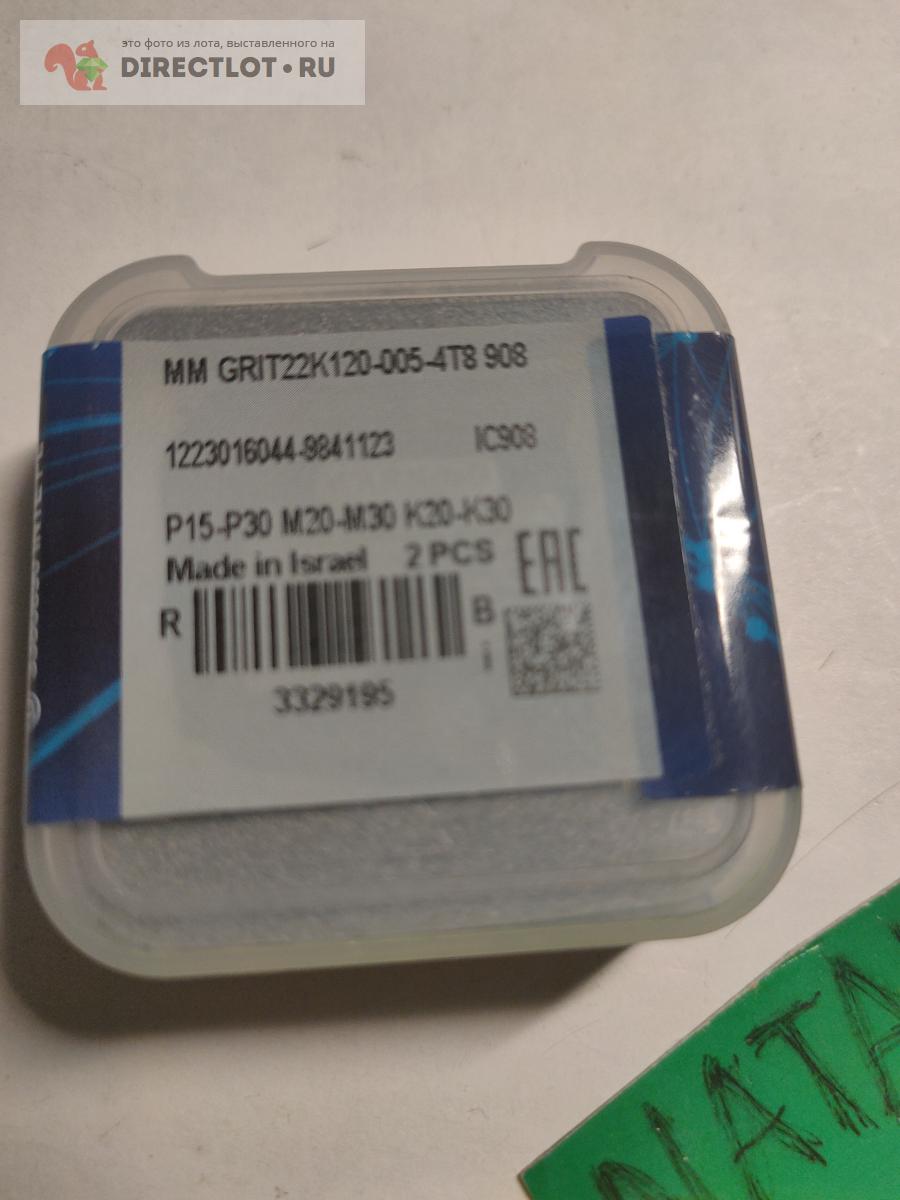 это фото из лота, выставленного на
DIRECTLOT•RU
MM GRIT22K120-005-4T8 908
1223016044-9841123 IC908
P15-P30 M20-M30 K20-K30
Made in Israel 2 PCS EAC
R B
i
3329195
NATA